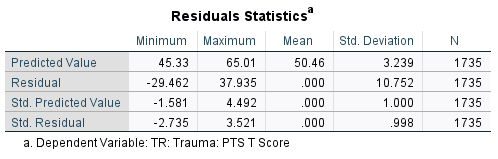 Residuals Statisticsa
Minimum Maximum Mean Std. Deviation N
Predicted Value 45.33 65.01 50.46 3.239 1735
Residual -29.462 37.935 .000 10.752 1735
Std. Predicted Value -1.581 4.492 .000 1.000 1735
Std. Residual -2.735 3.521 .000 .998 1735
a. Dependent Variable: TR: Trauma: PTS T Score